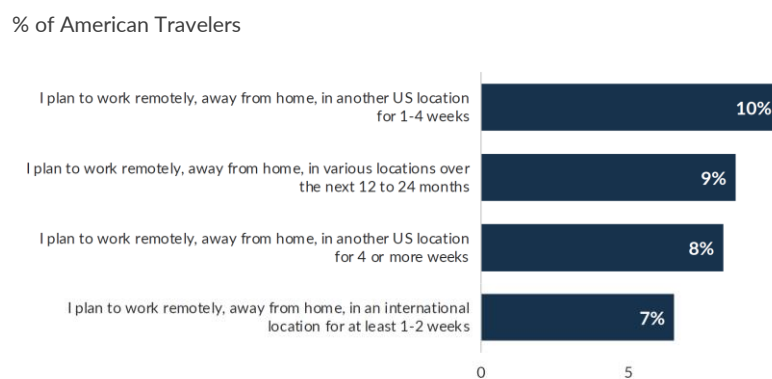 % of American Travelers
I plan to work remotely, away from home, in another US location
for 1-4 weeks
10%
I plan to work remotely, away from home, in various locations over
the next 12 to 24 months
9%
I plan to work remotely, away from home, in another US location
for 4 or more weeks
8%
I plan to work remotely, away from home, in an international
location for at least 1-2 weeks
7%
0
5